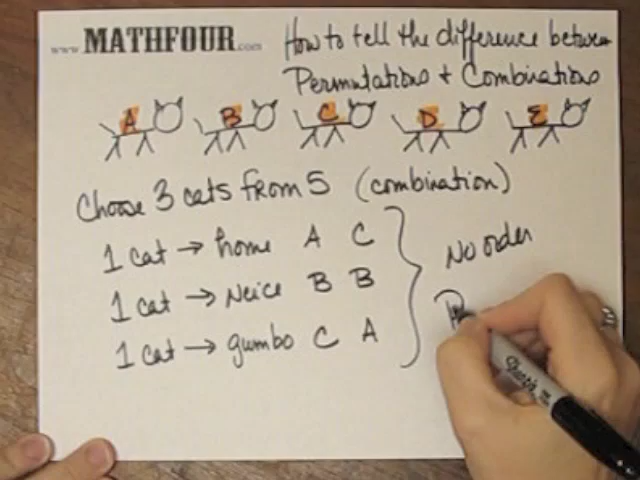 www.MATHFOUR.com
How to tell the difference between
Permutations + Combinations
A B C D E
Choose 3 cats from 5 (combination)
1 cat → home A C
1 cat → Neice B B
1 cat → gumbo C A
No order
P
Sharpie